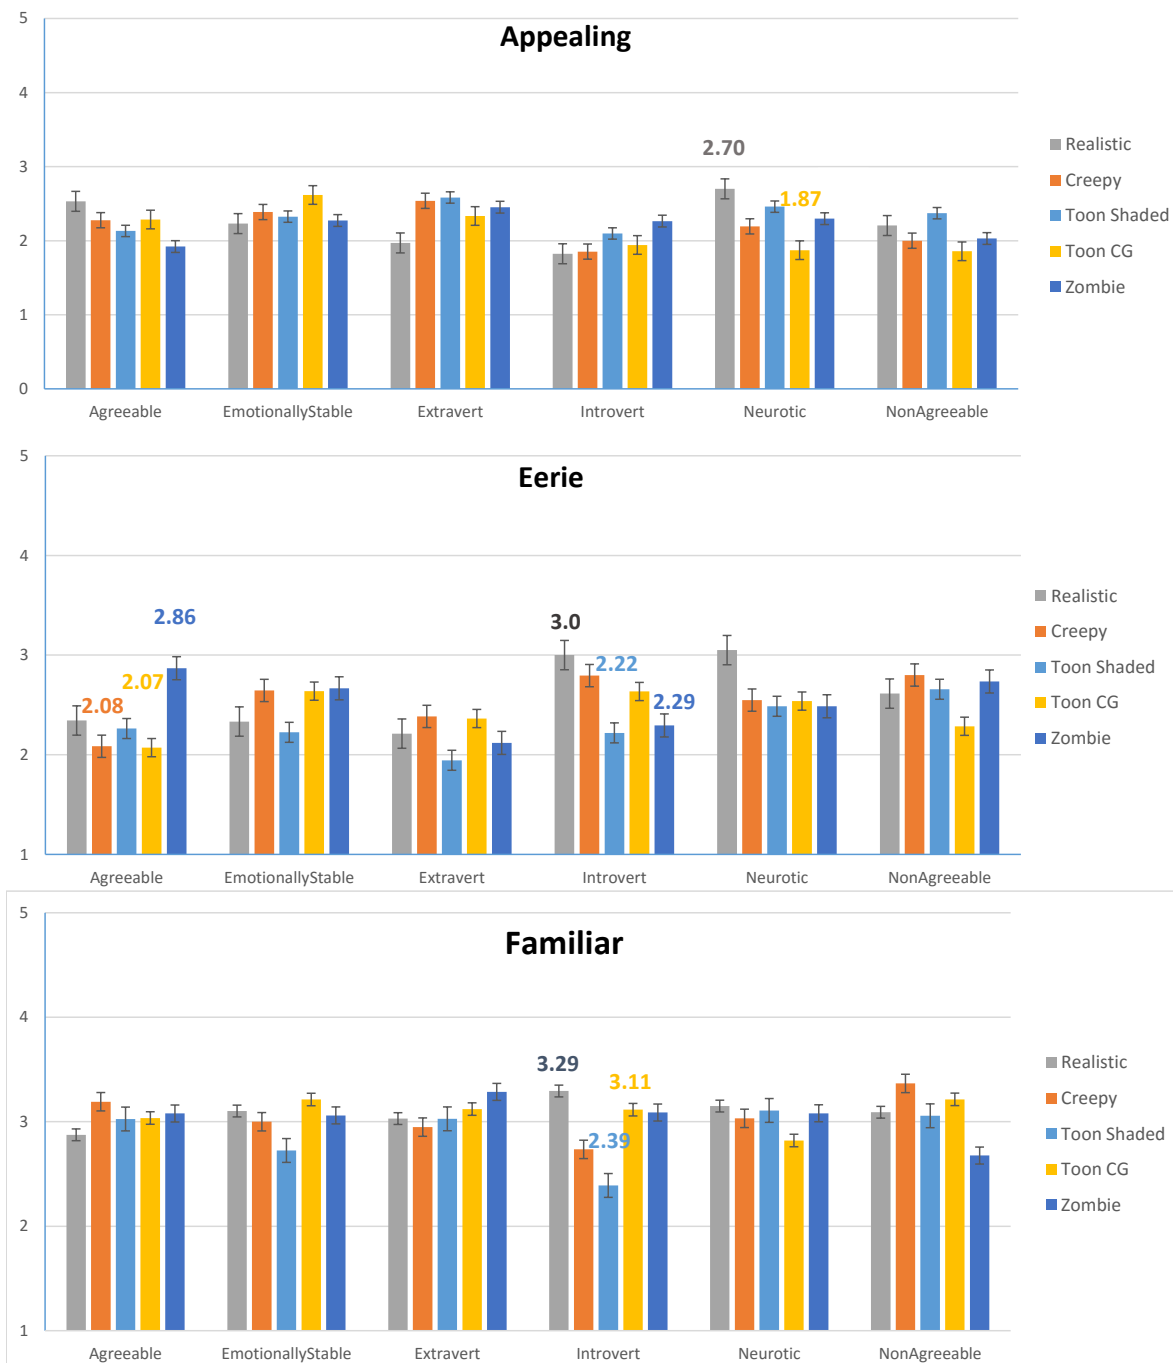 Appealing
5
4
3
2
1
0
2.70
1.87
Agreeable EmotionallyStable Extravert Introvert Neurotic NonAgreeable
Realistic
Creepy
Toon Shaded
Toon CG
Zombie
Eerie
5
4
3
2
1
2.08
2.07
2.86
3.0
2.22
2.29
Agreeable EmotionallyStable Extravert Introvert Neurotic NonAgreeable
Realistic
Creepy
Toon Shaded
Toon CG
Zombie
Familiar
5
4
3
2
1
3.29
2.39
3.11
Agreeable EmotionallyStable Extravert Introvert Neurotic NonAgreeable
Realistic
Creepy
Toon Shaded
Toon CG
Zombie